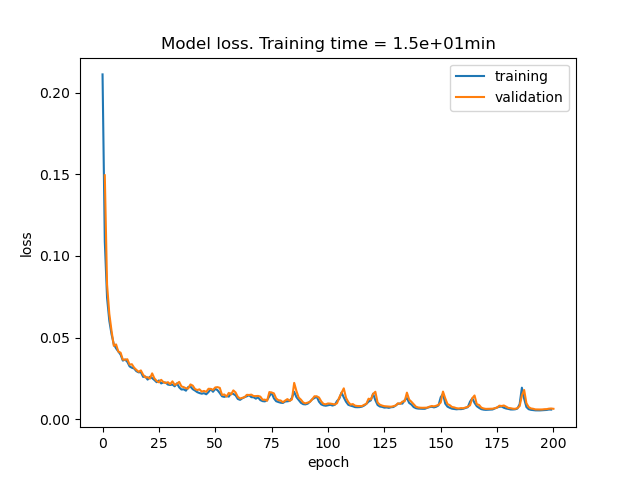 Model loss. Training time = 1.5e+01min
training
validation
0.20
0.15
0.10
0.05
0.00
loss
0 25 50 75 100 125 150 175 200
epoch